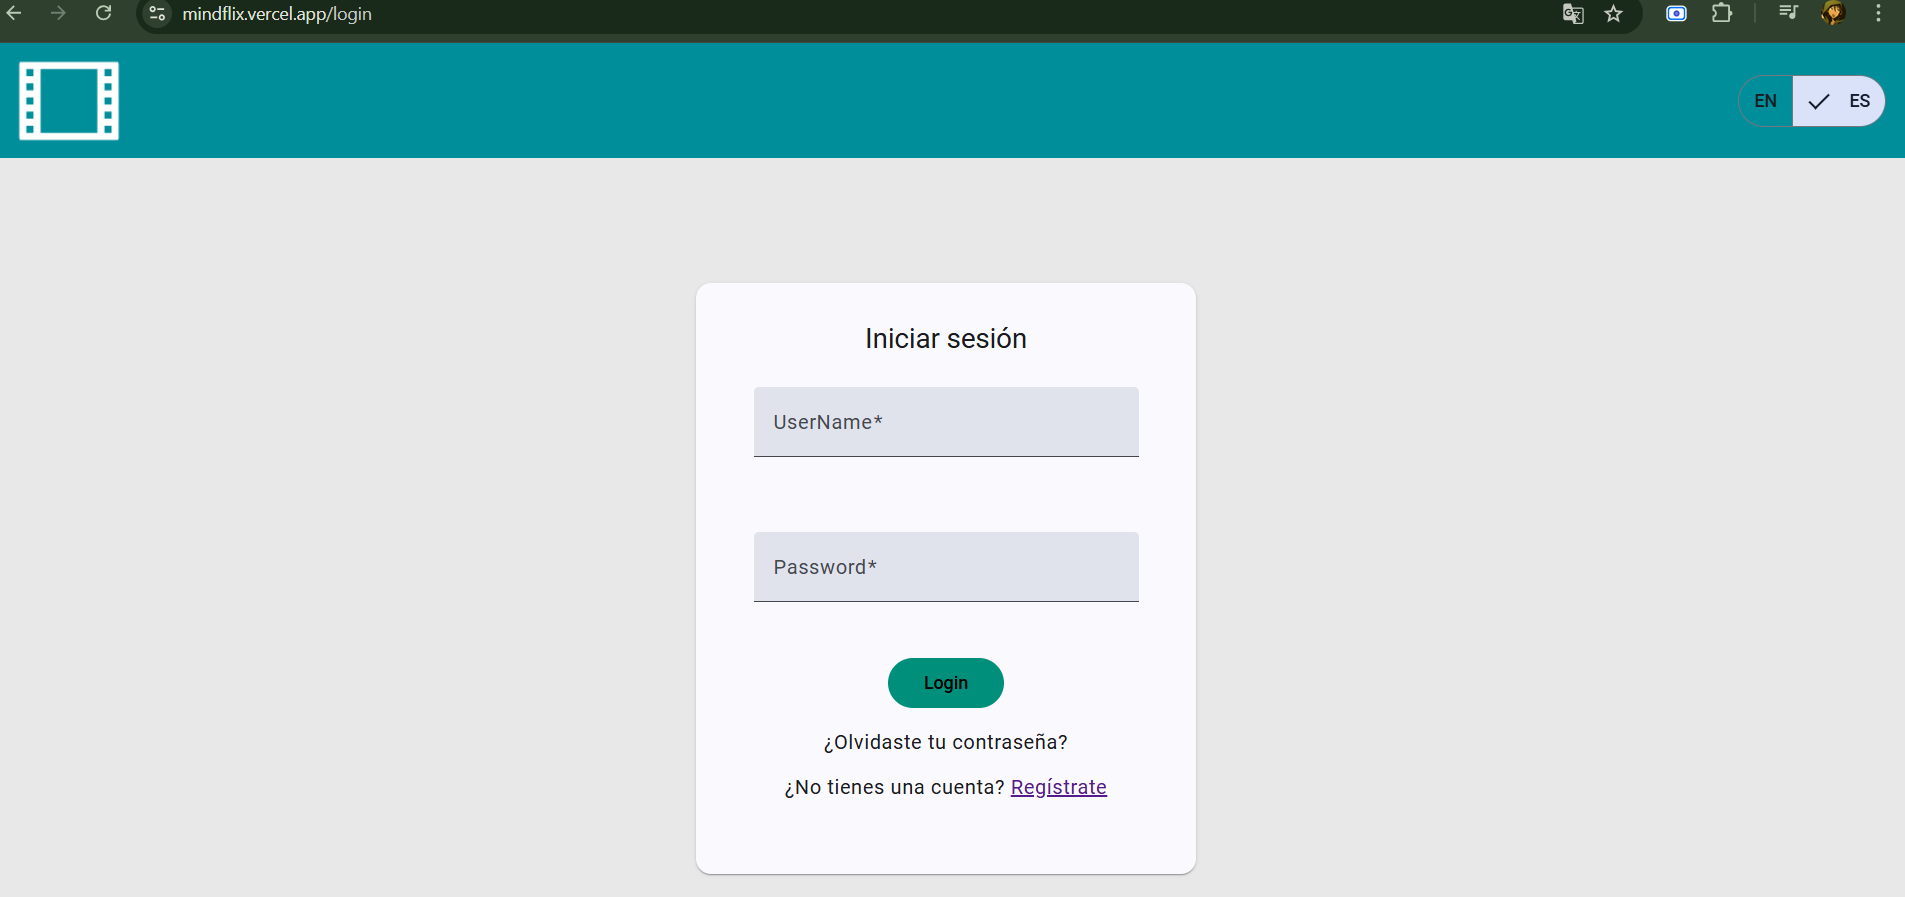 mindflix.vercel.app/login
EN ES
Iniciar sesión
UserName*
Password*
Login
¿Olvidaste tu contraseña?
¿No tienes una cuenta? Regístrate